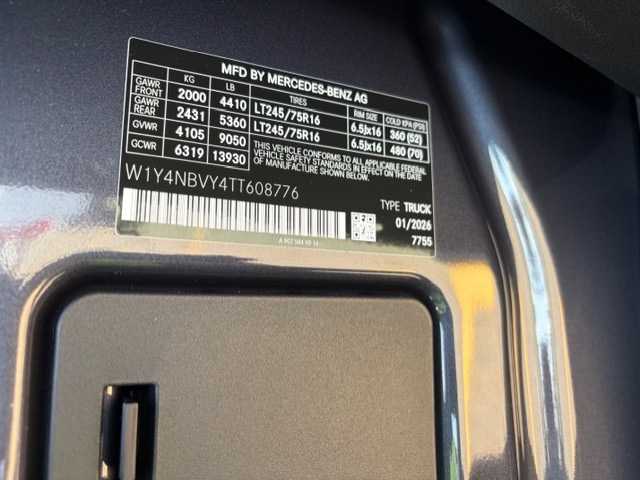 MFD BY MERCEDES-BENZ AG
KG LB TIRES RIM SIZE COLD KPA (PSI)
GAWR FRONT 2000 4410 LT245/75R16 6.5jx16 360 (52)
GAWR REAR 2431 5360 LT245/75R16 6.5jx16 480 (70)
GVWR 4105 9050 THIS VEHICLE CONFORMS TO ALL APPLICABLE
GCWR 6319 13930 FEDERAL MOTOR VEHICLE SAFETY STANDARDS
IN EFFECT ON THE DATE
OF MANUFACTURE SHOWN BELOW.
W1Y4NBVY4TT608776
TYPE TRUCK
01/2026
7755